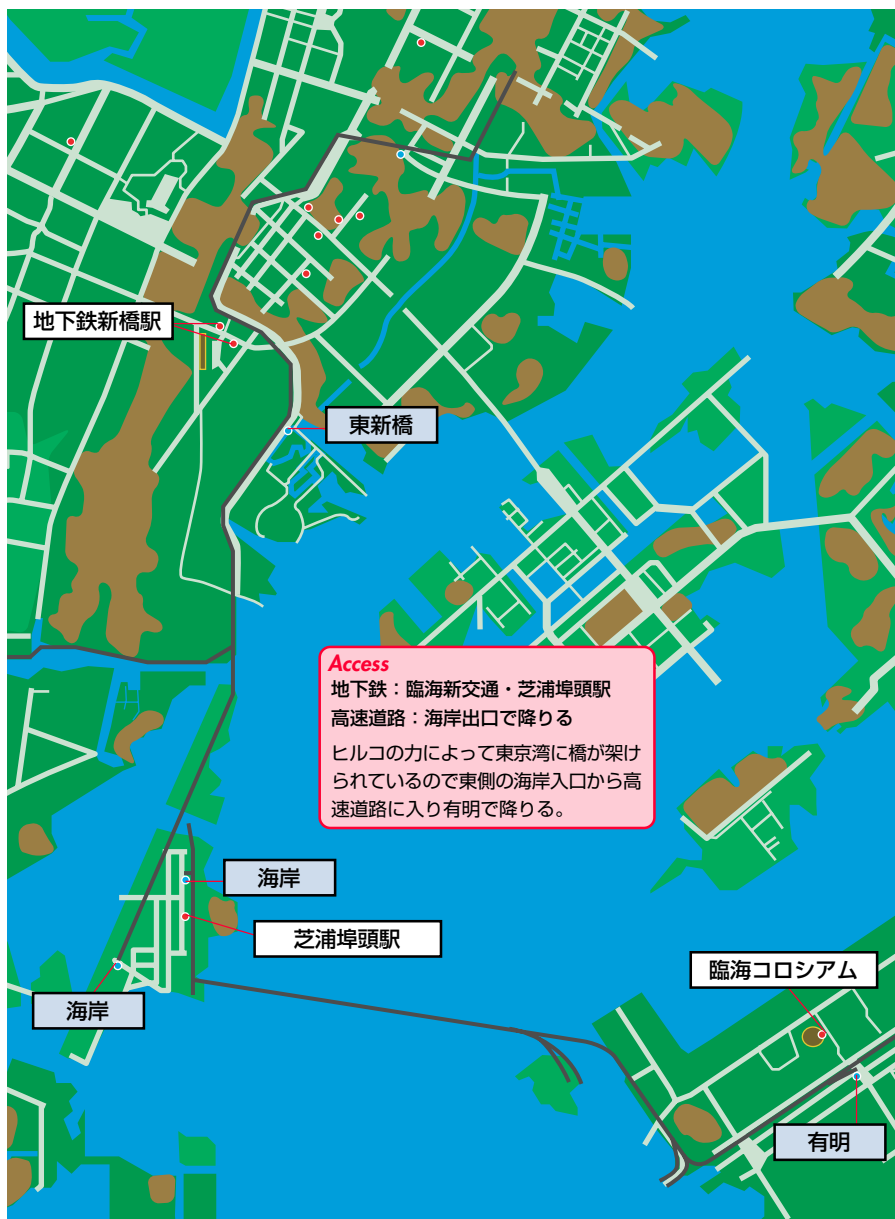 地下鉄新橋駅
東新橋
Access
地下鉄：臨海新交通・芝浦埠頭駅
高速道路：海岸出口で降りる
ヒルコの力によって東京湾に橋が架け
られているので東側の海岸入口から高
速道路に入り有明で降りる。
海岸
芝浦埠頭駅
臨海コロシアム
海岸
有明